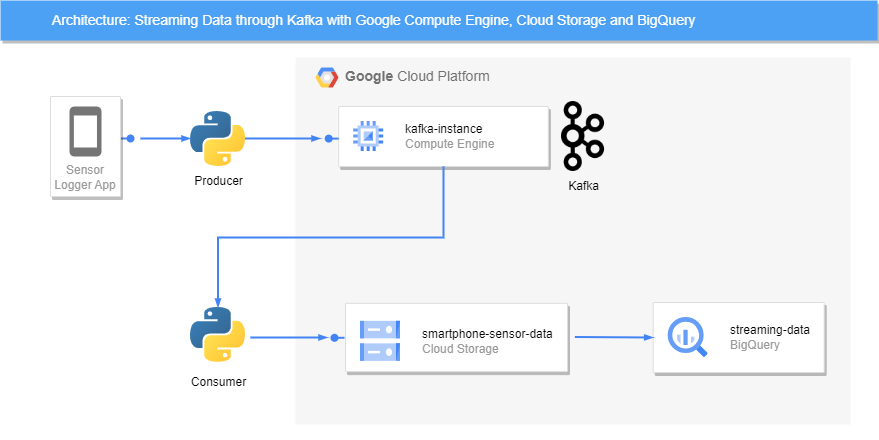 Architecture: Streaming Data through Kafka with Google Compute Engine, Cloud Storage and BigQuery
Google Cloud Platform
Sensor
Logger App
Producer
kafka-instance
Compute Engine
Kafka
Consumer
smartphone-sensor-data
Cloud Storage
streaming-data
BigQuery